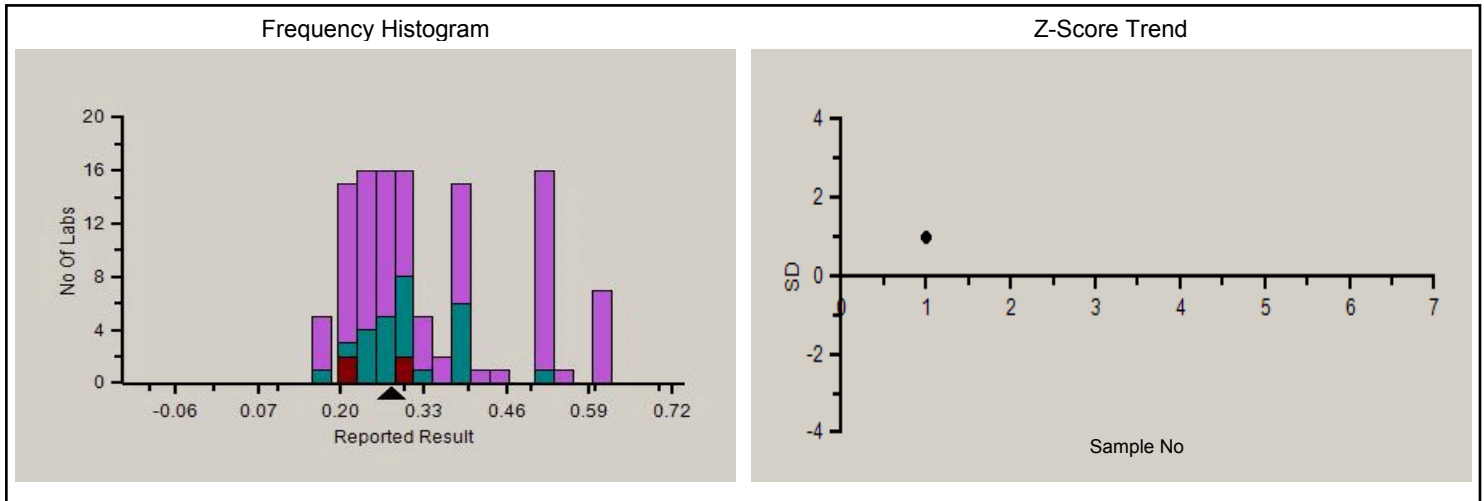 Frequency Histogram
20
16
12
8
4
0
No Of Labs
-0.06 0.07 0.20 0.33 0.46 0.59 0.72
Reported Result
Z-Score Trend
4
2
0
-2
-4
SD
0 1 2 3 4 5 6 7
Sample No